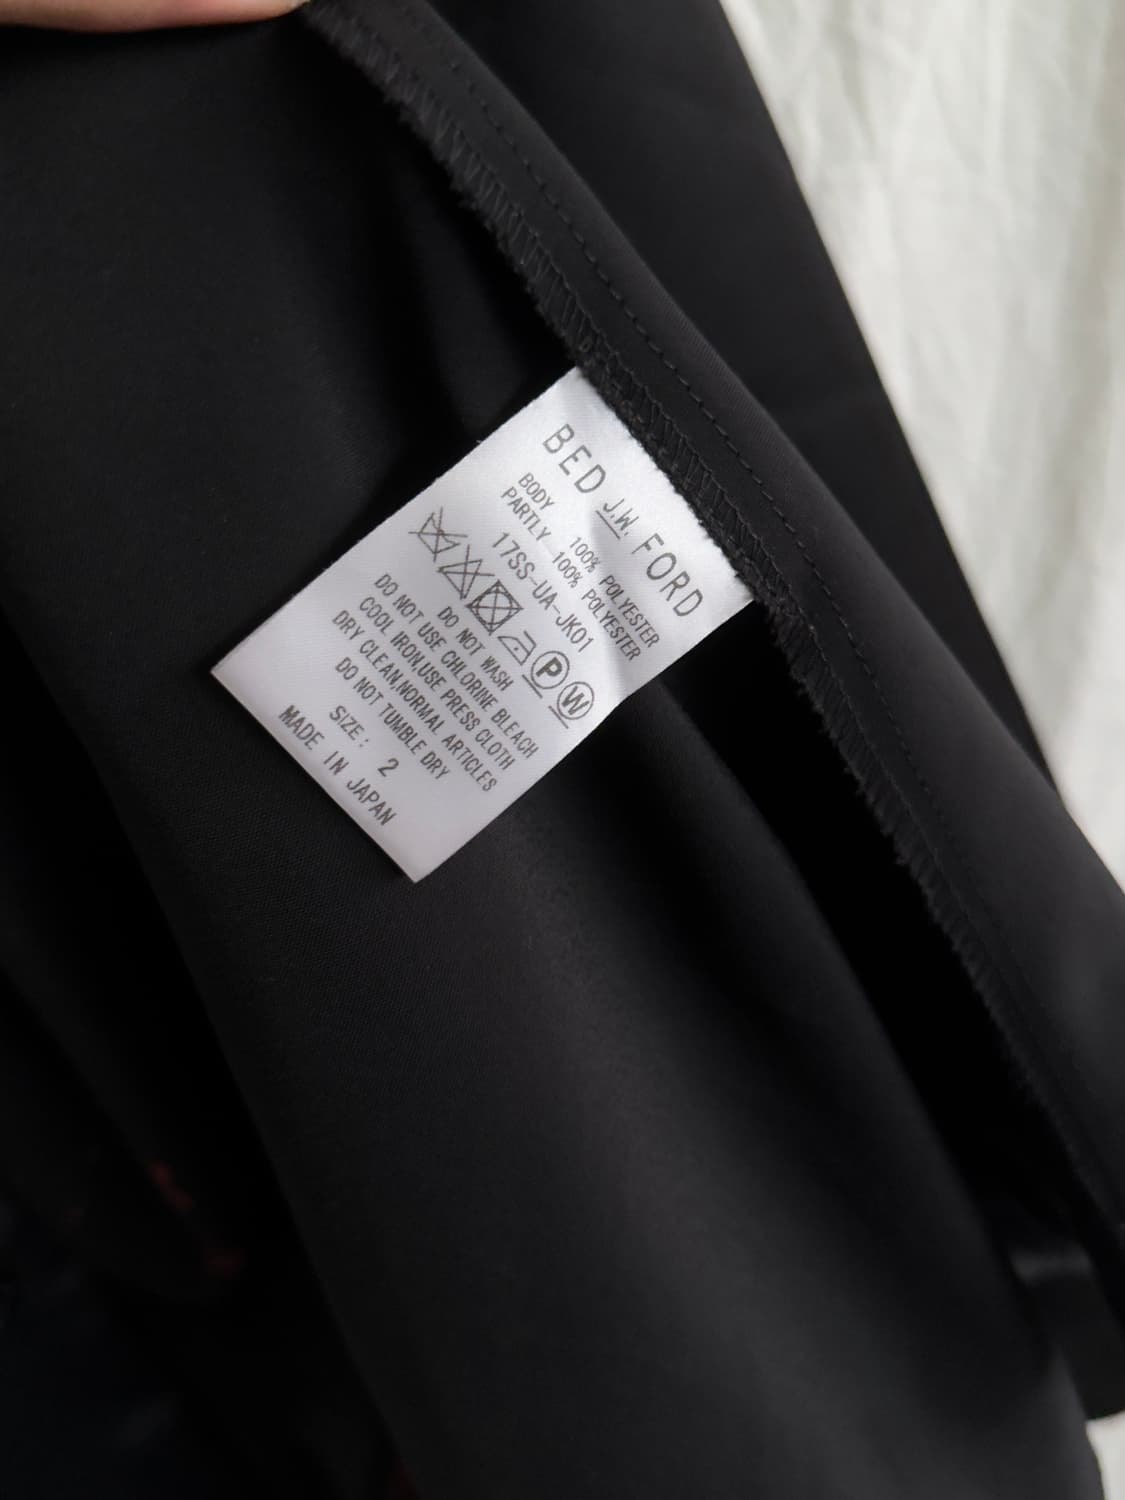 BED J.W. FORD
BODY 100% POLYESTER
PARTLY 100% POLYESTER
17SS-UA-JK01
P W
DO NOT WASH
DO NOT USE CHLORINE BLEACH
COOL IRON,USE PRESS CLOTH
DRY CLEAN,NORMAL ARTICLES
DO NOT TUMBLE DRY
SIZE: 2
MADE IN JAPAN